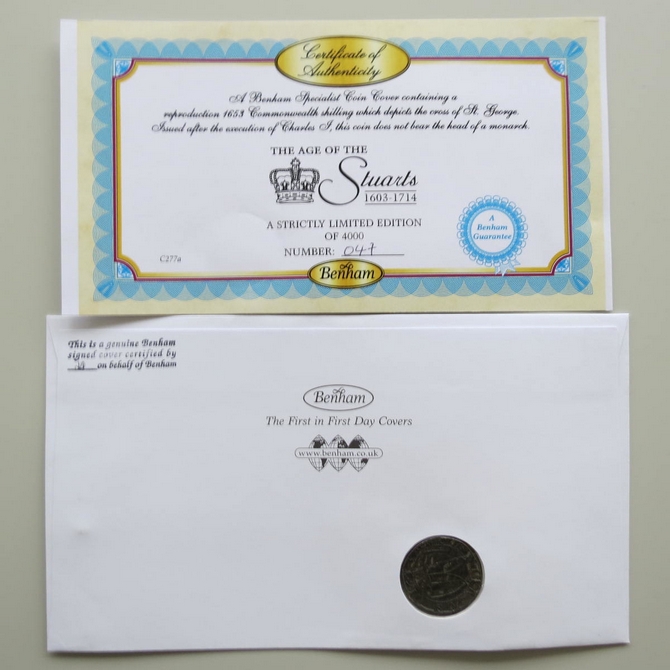 Certificate of
Authenticity
A Benham Specialist Coin Cover containing a
reproduction 1653 Commonwealth shilling which depicts the cross of St. George.
Issued after the execution of Charles I, this coin does not bear the head of a monarch.
THE AGE OF THE
Stuarts
1603-1714
A STRICTLY LIMITED EDITION
OF 4000
NUMBER: 047
A
Benham
Guarantee
C277a
Benham
This is a genuine Benham
signed cover certified by
on behalf of Benham
Benham
The First in First Day Covers
www.benham.co.uk